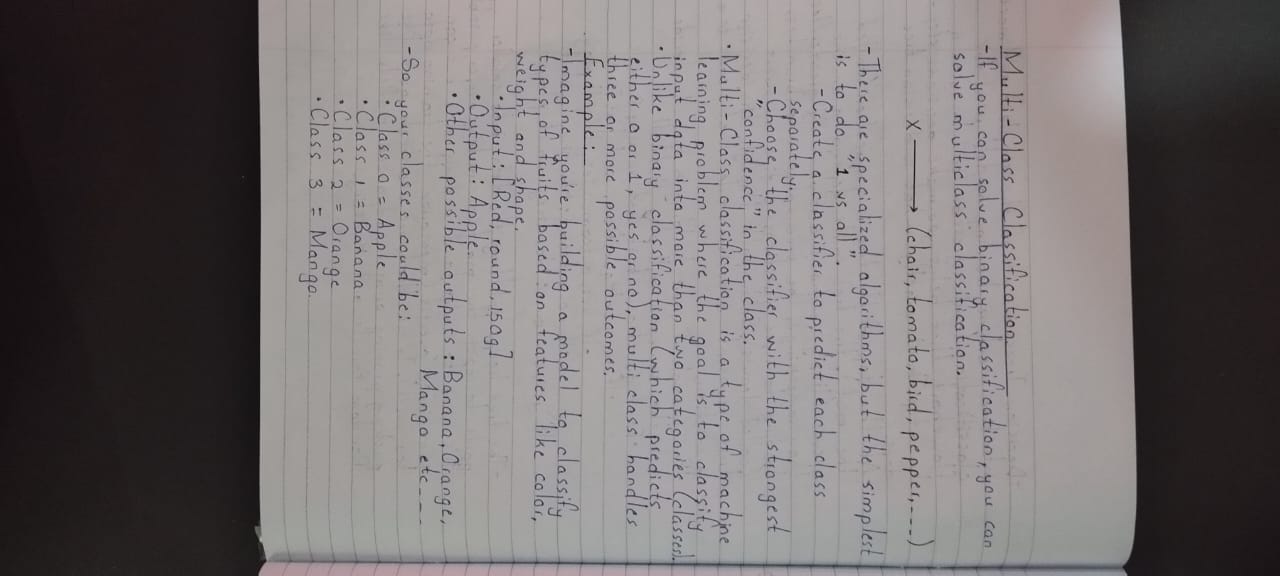 Multi-Class Classification
- If you can solve binary classification, you can
solve multiclass classification.
x ⟶ (chair, tomato, bird, pepper, ---)
- There are specialized algorithms, but the simplest
is to do "1 vs all"
- Create a classifier to predict each class
separately.
- Choose the classifier with the strongest
"confidence" in the class.
• Multi-Class classification is a type of machine
learning problem where the goal is to classify
input data into more than two categories (classes).
• Unlike binary classification (which predicts
either 0 or 1, yes or no), multi class handles
three or more possible outcomes.
Example:
- Imagine you're building a model to classify
types of fruits based on features like color,
weight and shape.
• Input: [Red, round, 150g]
• Output: Apple
• Other possible outputs: Banana, Orange,
Mango etc---
- So your classes could be:
• Class 0 = Apple
• Class 1 = Banana
• Class 2 = Orange
• Class 3 = Mango.